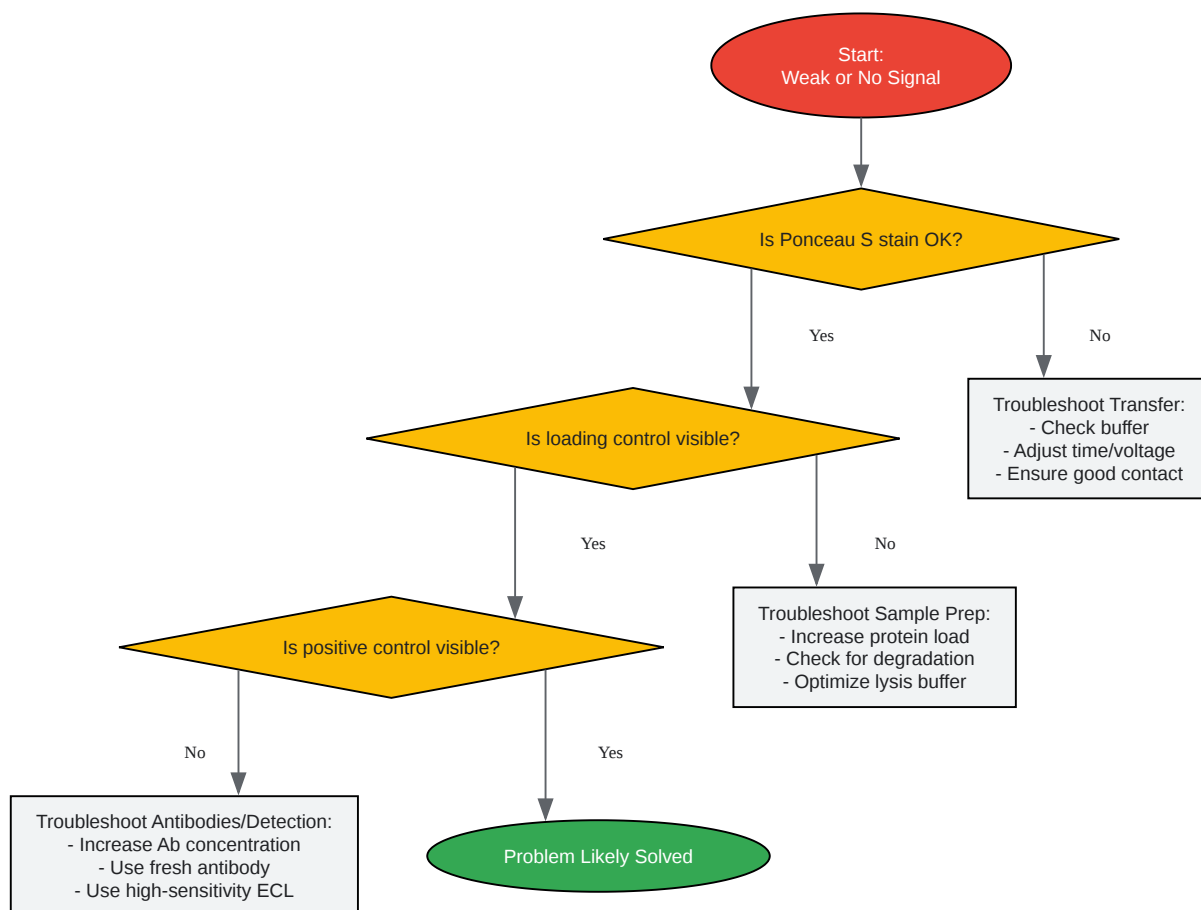 Start:
Weak or No Signal
Is Ponceau S stain OK?
Yes
No
Troubleshoot Transfer:
- Check buffer
- Adjust time/voltage
- Ensure good contact
Is loading control visible?
Yes
No
Troubleshoot Sample Prep:
- Increase protein load
- Check for degradation
- Optimize lysis buffer
Is positive control visible?
No
Yes
Troubleshoot Antibodies/Detection:
- Increase Ab concentration
- Use fresh antibody
- Use high-sensitivity ECL
Problem Likely Solved